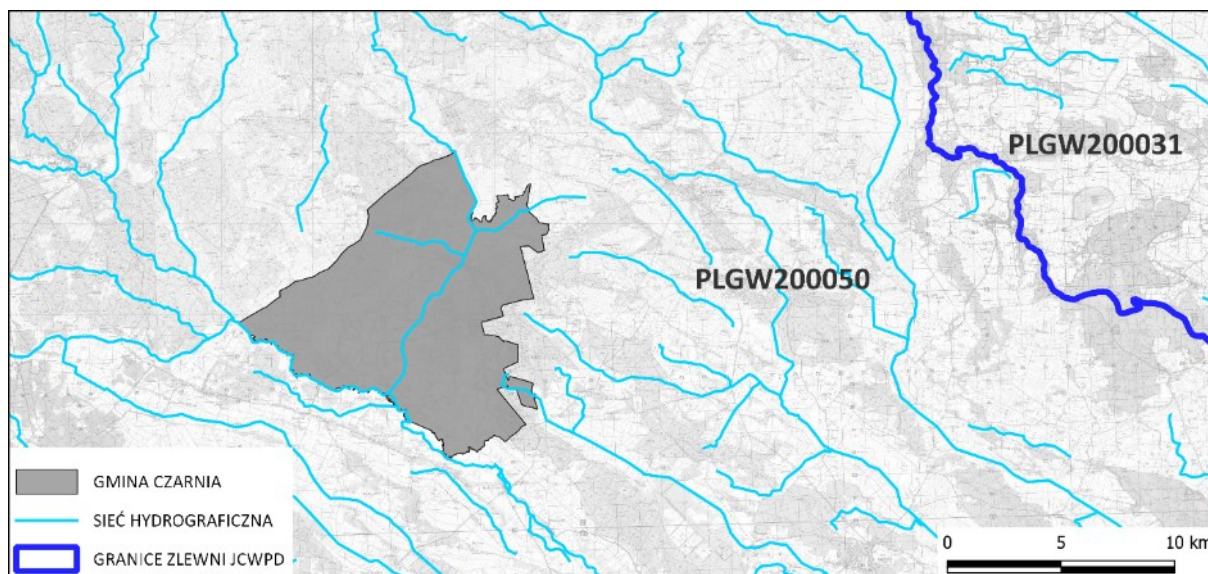 PLGW200031
PLGW200050
GMINA CZARNIA
SIEĆ HYDROGRAFICZNA
GRANICE ZLEWNI JCWPD
0 5 10 km